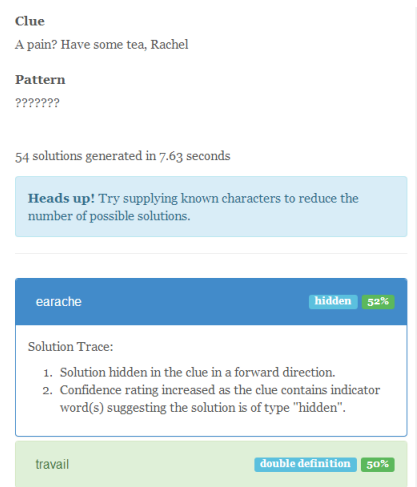 Clue
A pain? Have some tea, Rachel
Pattern
???????
54 solutions generated in 7.63 seconds
Heads up! Try supplying known characters to reduce the
number of possible solutions.
earache hidden 52%
Solution Trace:
1. Solution hidden in the clue in a forward direction.
2. Confidence rating increased as the clue contains indicator
word(s) suggesting the solution is of type "hidden".
travail double definition 50%